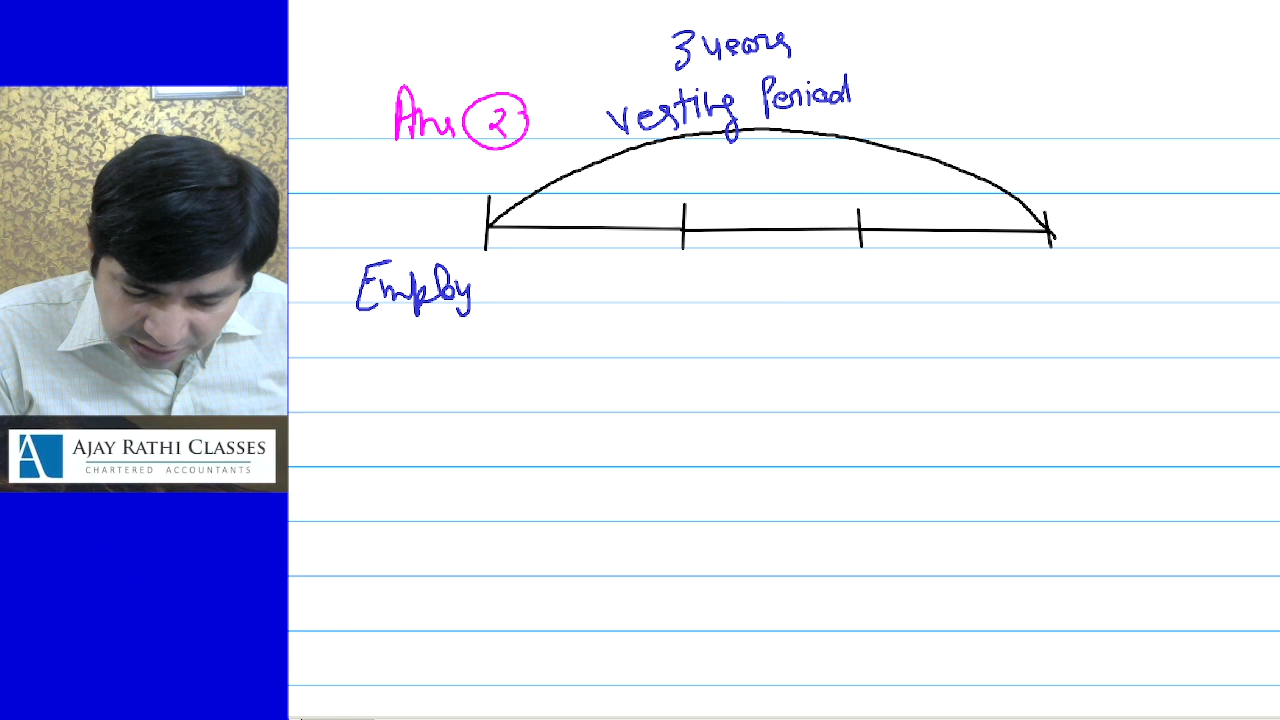 3 years
Vesting Period
Ans 2
Employ
AJAY RATHI CLASSES
CHARTERED ACCOUNTANTS